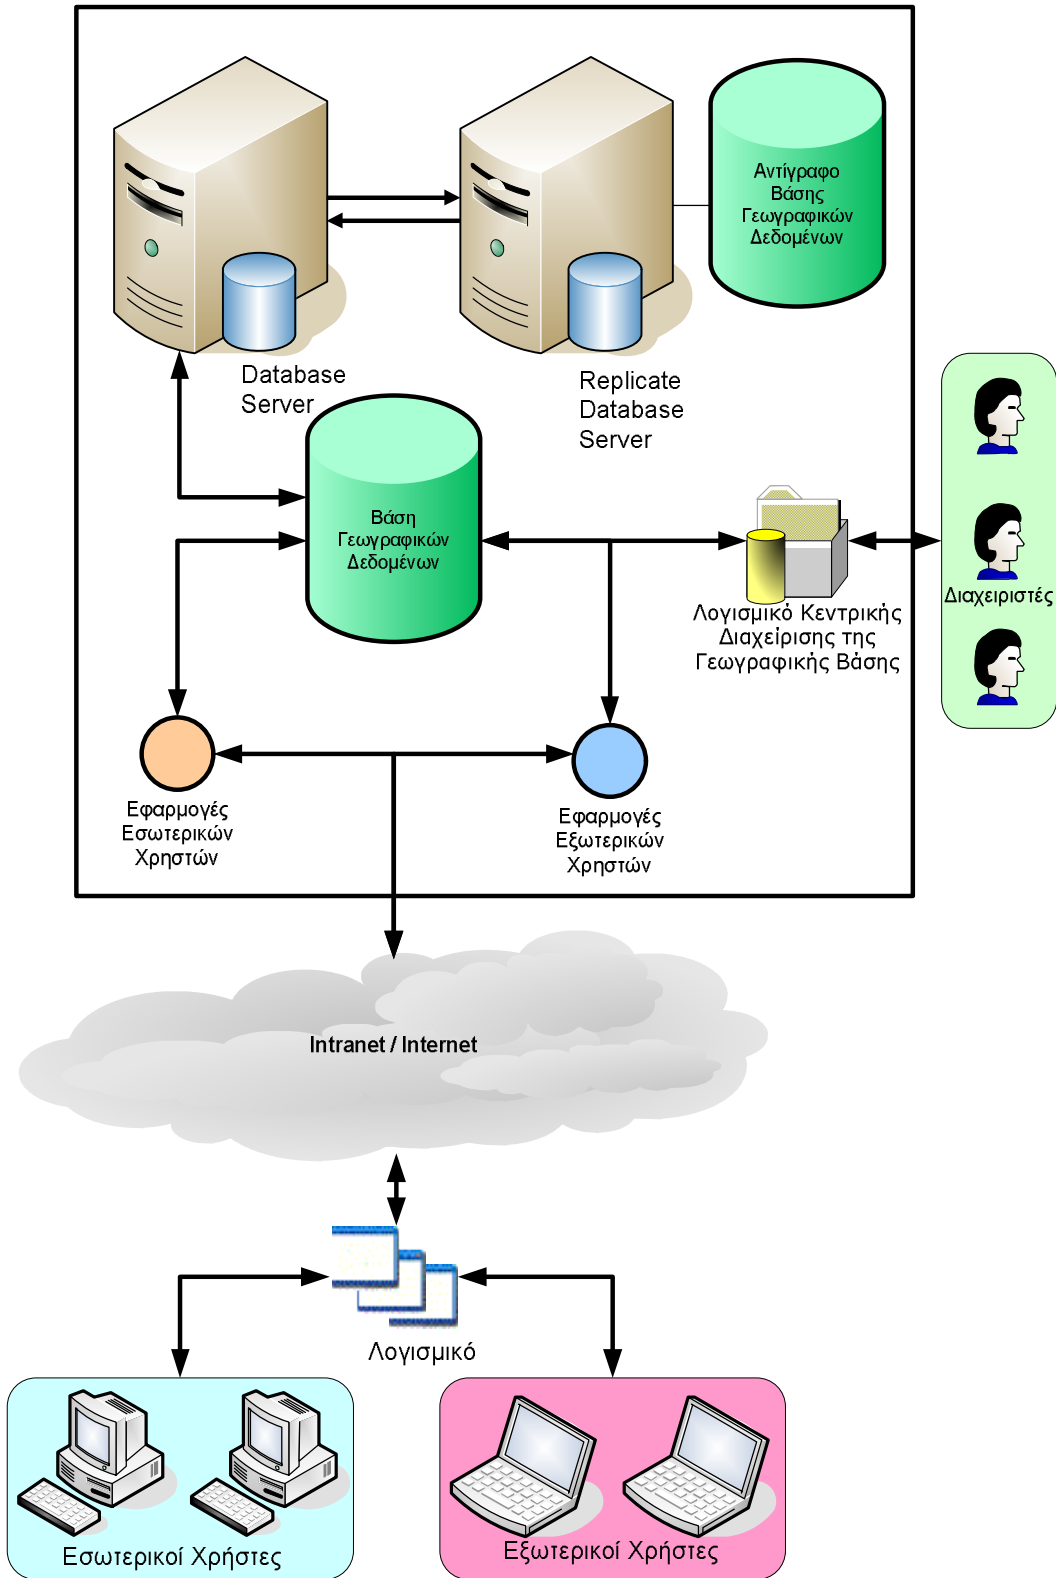 Αντίγραφο
Βάσης
Γεωγραφικών
Δεδομένων
Database
Server
Replicate
Database
Server
Βάση
Γεωγραφικών
Δεδομένων
Λογισμικό Κεντρικής
Διαχείρισης της
Γεωγραφικής Βάσης
Διαχειριστές
Εφαρμογές
Εσωτερικών
Χρηστών
Εφαρμογές
Εξωτερικών
Χρηστών
Intranet / Internet
Λογισμικό
Εσωτερικοί Χρήστες
Εξωτερικοί Χρήστες